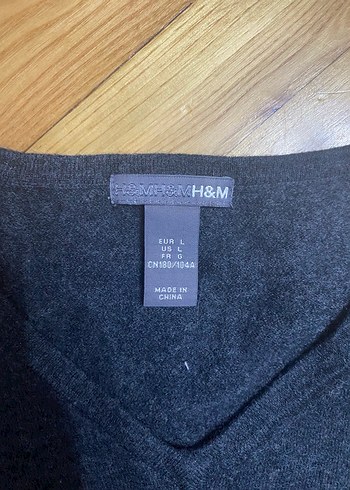 H&MH&MH&M
EUR L
US L
FR G
CN180/104A
MADE IN
CHINA